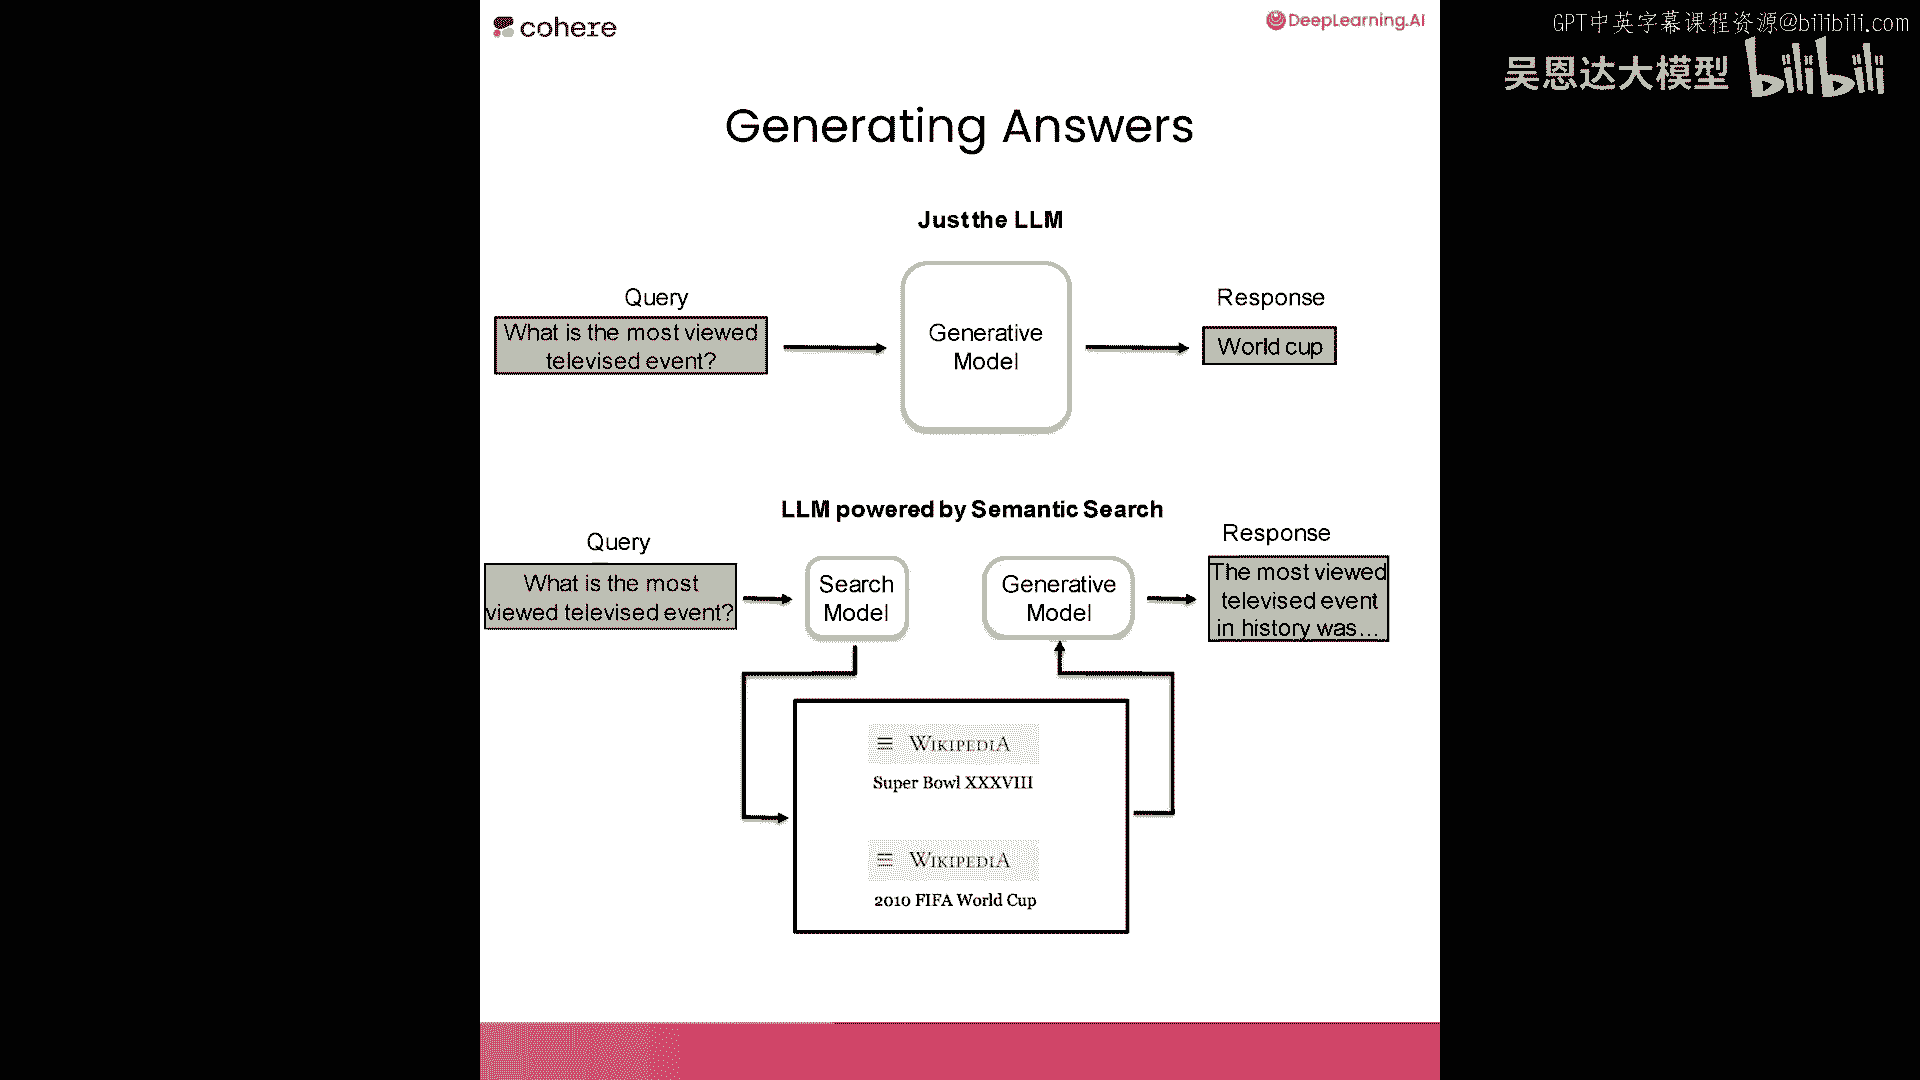 cohere
DeepLearning.AI
GPT中英字幕课程资源@bilibili.com
吴恩达大模型 bilibili
Generating Answers
Just the LLM
Query
What is the most viewed
televised event?
Generative
Model
Response
World cup
LLM powered by Semantic Search
Query
What is the most
viewed televised event?
Search
Model
Generative
Model
Response
The most viewed
televised event
in history was...
WIKIPEDIA
Super Bowl XXXVIII
WIKIPEDIA
2010 FIFA World Cup